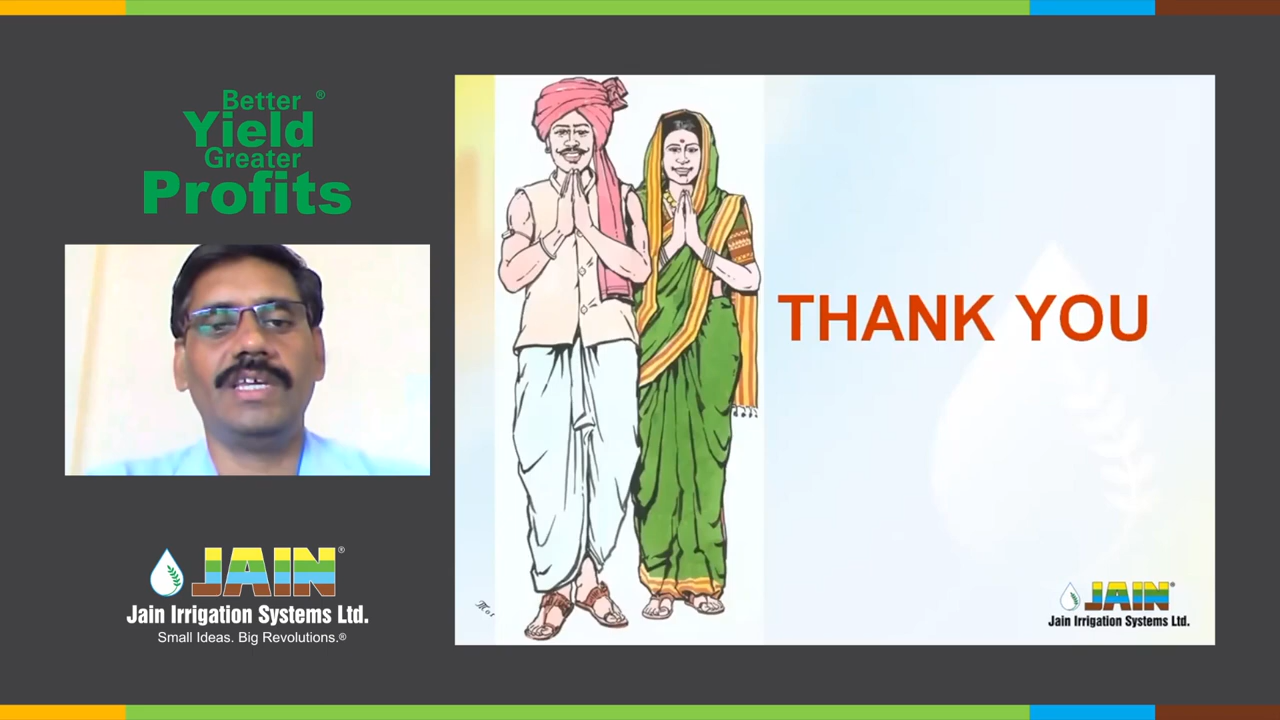 Better ®
Yield
Greater
Profits
JAIN®
Jain Irrigation Systems Ltd.
Small Ideas. Big Revolutions.®
THANK YOU
JAIN®
Jain Irrigation Systems Ltd.